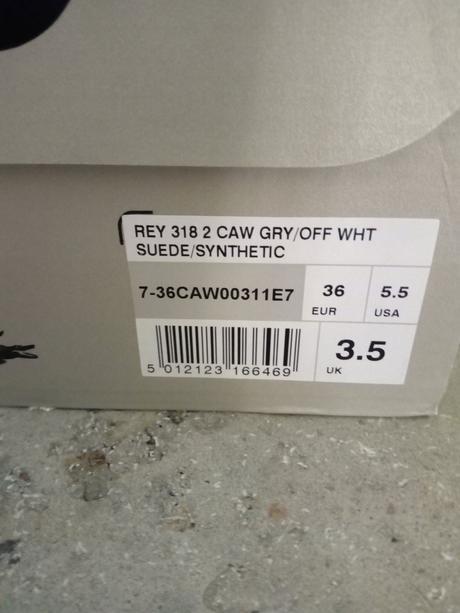 REY 318 2 CAW GRY/OFF WHT
SUEDE/SYNTHETIC
7-36CAW00311E7
36
EUR
5.5
USA
5 012123 166469
3.5
UK